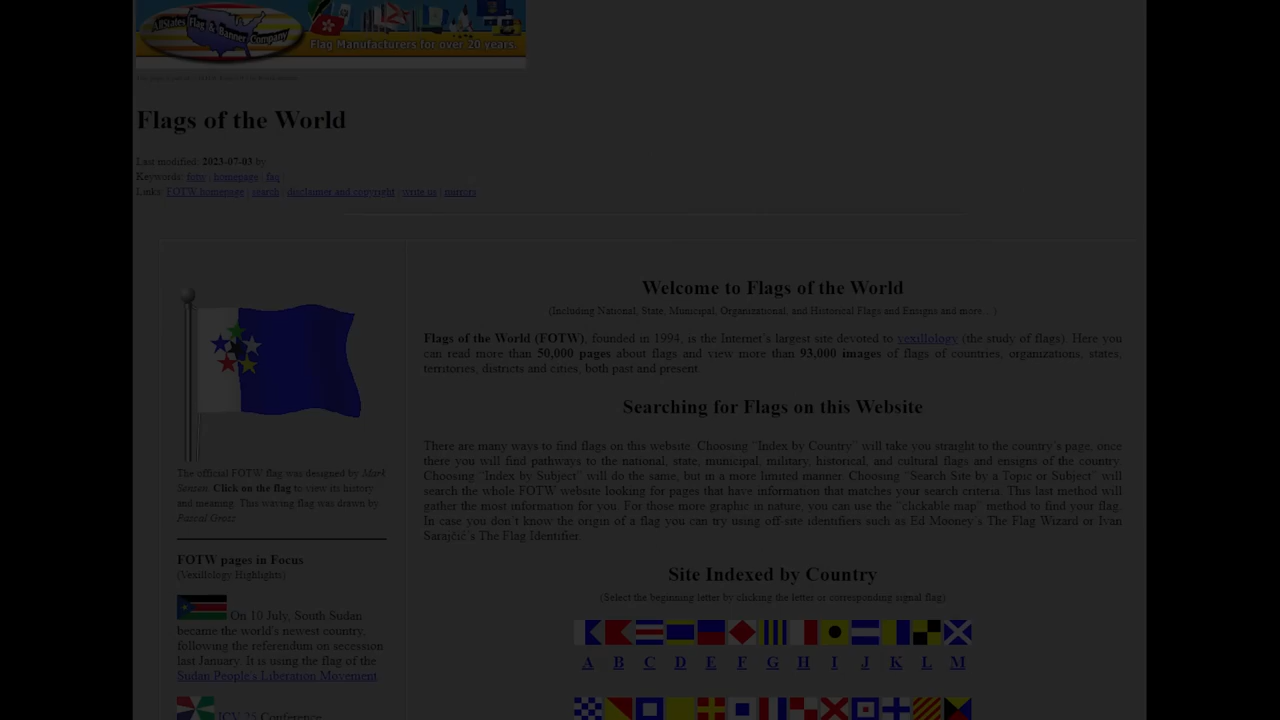 AllStates Flag & Banner Company
Flag Manufacturers for over 20 years
Flags of the World
Last modified: 2023-07-03 by
Keywords: fotw | homepage | flag |
Links: FOTW homepage | search | disclaimer and copyright | write us | mirrors
Welcome to Flags of the World
(Including National, State, Municipal, Organizational, and Historical Flags and Ensigns and more... )
Flags of the World (FOTW), founded in 1994, is the Internet's largest site devoted to vexillology (the study of flags). Here you
can read more than 50,000 pages about flags and view more than 93,000 images of flags of countries, organizations, states,
territories, districts and cities, both past and present.
Searching for Flags on this Website
There are many ways to find flags on this website. Choosing "Index by Country" will take you straight to the country's page, once
there you will find pathways to the national, state, municipal, military, historical, and cultural flags and ensigns of the country.
Choosing "Index by Subject" will do the same, but in a more limited manner. Choosing "Search Site by a Topic or Subject" will
search the whole FOTW website looking for pages that have information that matches your search criteria. This last method will
gather the most information for you. For those more graphic in nature, you can use the "clickable map" method to find your flag.
In case you don't know the origin of a flag you can try using off-site identifiers such as Ed Mooney's The Flag Wizard or Ivan
Sarajčić's The Flag Identifier.
Site Indexed by Country
(Select the beginning letter by clicking the letter or corresponding signal flag)
A B C D E F G H I J K L M
The official FOTW flag was designed by
Click on the flag to view its history
and meaning. This waving flag was drawn by
Pascal Gross
FOTW pages in Focus
(Vexillology Highlights)
On 10 July, South Sudan
became the world's newest country,
following the referendum on secession
last January. It is using the flag of the
Sudan People's Liberation Movement
ICV 25 Conference